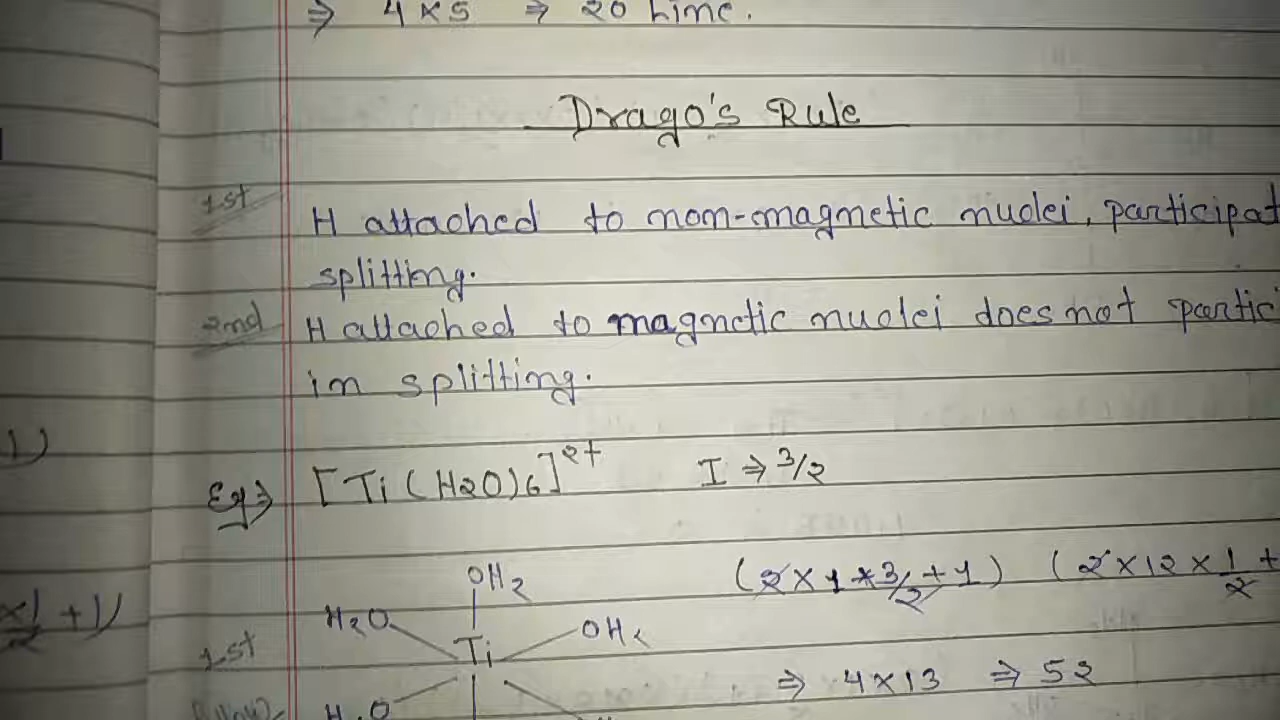 ⇒ 4 x 5 ⇒ 20 line.
Drago's Rule
1st
H attached to non-magnetic nuclei, participat
splitting.
2nd
H attached to magnetic nuclei does not partic
in splitting.
1)
Eg⇒ [Ti(H2O)6]²⁺ I ⇒ 3/2
(2 x 1 x 3/2 + 1) (2 x 12 x 1/2 +
x 1/2 + 1)
OH2
H2O OH2
1st
Ti
⇒ 4 x 13 ⇒ 52
H2O